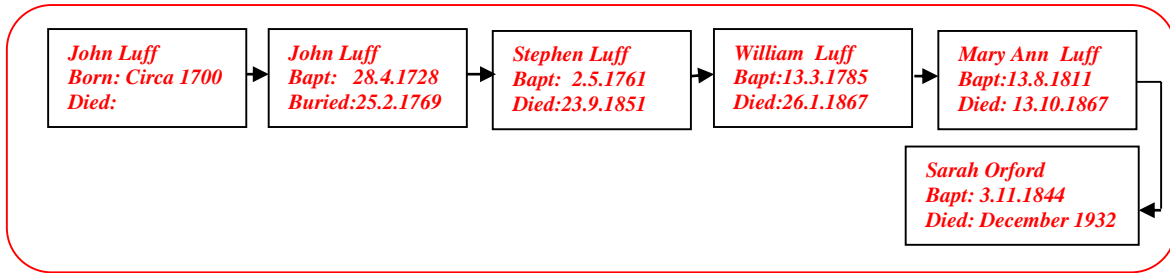 John Luff
Born: Circa 1700
Died:
John Luff
Bapt: 28.4.1728
Buried:25.2.1769
Stephen Luff
Bapt: 2.5.1761
Died:23.9.1851
William Luff
Bapt:13.3.1785
Died:26.1.1867
Mary Ann Luff
Bapt:13.8.1811
Died: 13.10.1867
Sarah Orford
Bapt: 3.11.1844
Died: December 1932